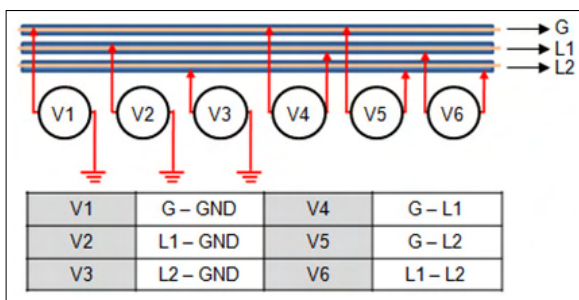 G
L1
L2
V1 V2 V3 V4 V5 V6
V1 G – GND V4 G – L1
V2 L1 – GND V5 G – L2
V3 L2 – GND V6 L1 – L2